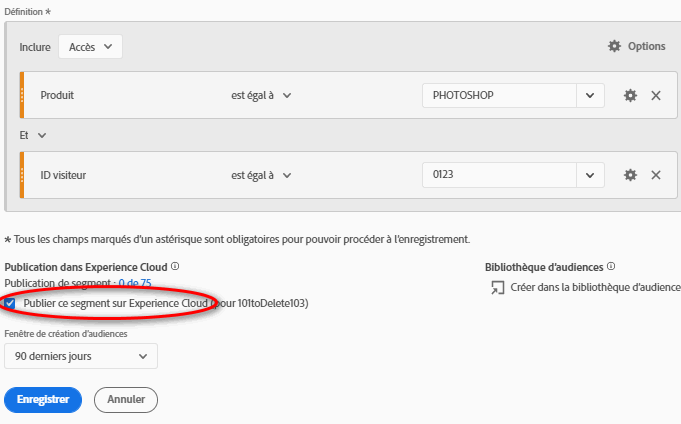 Définition *
Inclure Accès Options
Produit est égal à PHOTOSHOP
Et
ID visiteur est égal à 0123
* Tous les champs marqués d'un astérisque sont obligatoires pour pouvoir procéder à l'enregistrement.
Publication dans Experience Cloud Bibliothèque d'audiences
Publication de segment : 0 de 75 Créer dans la bibliothèque d'audience
Publier ce segment sur Experience Cloud (pour 101toDelete103)
Fenêtre de création d'audiences
90 derniers jours
Enregistrer Annuler